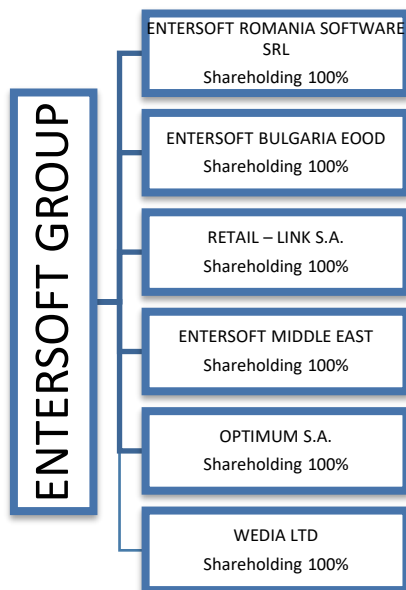 ENTERSOFT GROUP
ENTERSOFT ROMANIA SOFTWARE
SRL
Shareholding 100%
ENTERSOFT BULGARIA EOOD
Shareholding 100%
RETAIL – LINK S.A.
Shareholding 100%
ENTERSOFT MIDDLE EAST
Shareholding 100%
OPTIMUM S.A.
Shareholding 100%
WEDIA LTD
Shareholding 100%